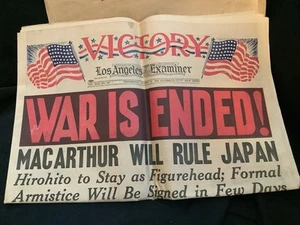 VICTORY
Los Angeles Examiner
WAR IS ENDED!
MACARTHUR WILL RULE JAPAN
Hirohito to Stay as Figurehead; Formal
Armistice Will Be Signed in Few Days